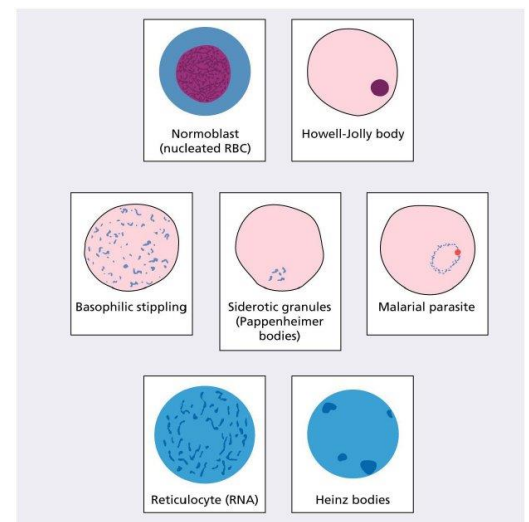 Normoblast
(nucleated RBC)
Howell-Jolly body
Basophilic stippling
Siderotic granules
(Pappenheimer
bodies)
Malarial parasite
Reticulocyte (RNA)
Heinz bodies